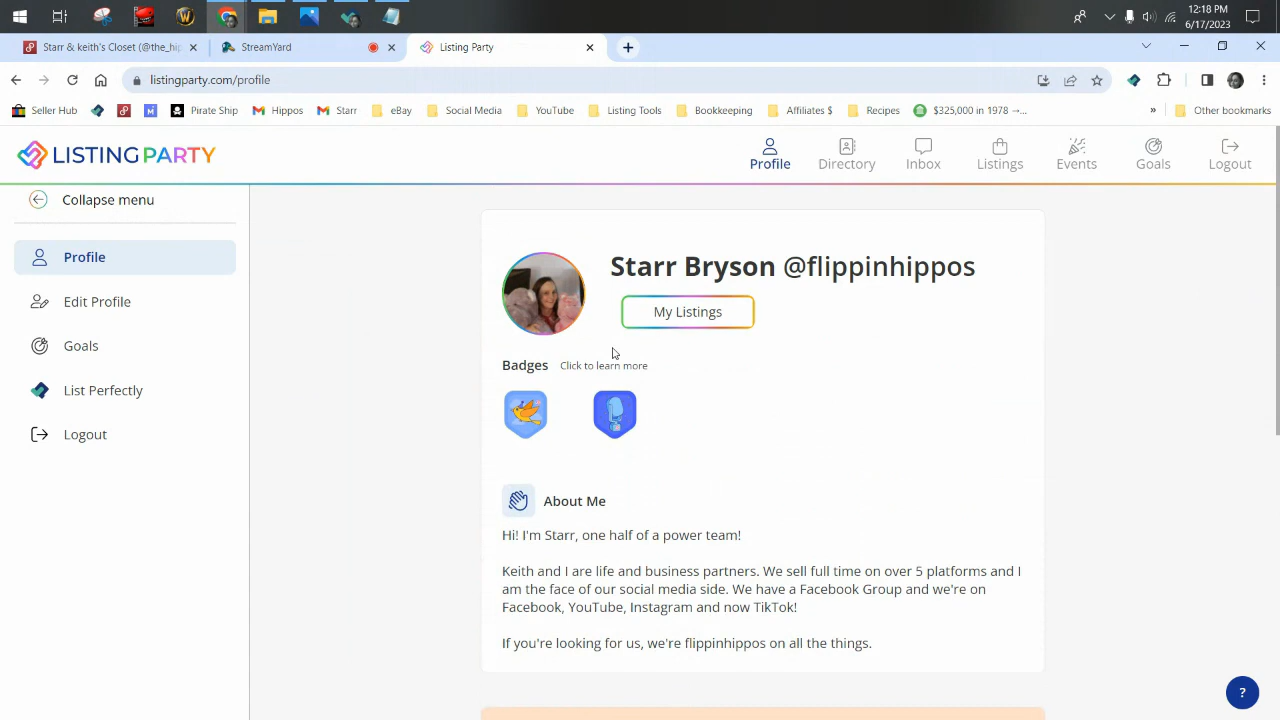 12:18 PM
6/17/2023
Starr & keith's Closet (@the_hip
StreamYard
Listing Party
listingparty.com/profile
Seller Hub
Pirate Ship
Hippos
Starr
eBay
Social Media
YouTube
Listing Tools
Bookkeeping
Affiliates $
Recipes
$325,000 in 1978 →...
»
Other bookmarks
LISTINGPARTY
Profile
Directory
Inbox
Listings
Events
Goals
Logout
Collapse menu
Profile
Edit Profile
Goals
List Perfectly
Logout
Starr Bryson @flippinhippos
My Listings
Badges Click to learn more
About Me
Hi! I'm Starr, one half of a power team!
Keith and I are life and business partners. We sell full time on over 5 platforms and I
am the face of our social media side. We have a Facebook Group and we're on
Facebook, YouTube, Instagram and now TikTok!
If you're looking for us, we're flippinhippos on all the things.
?